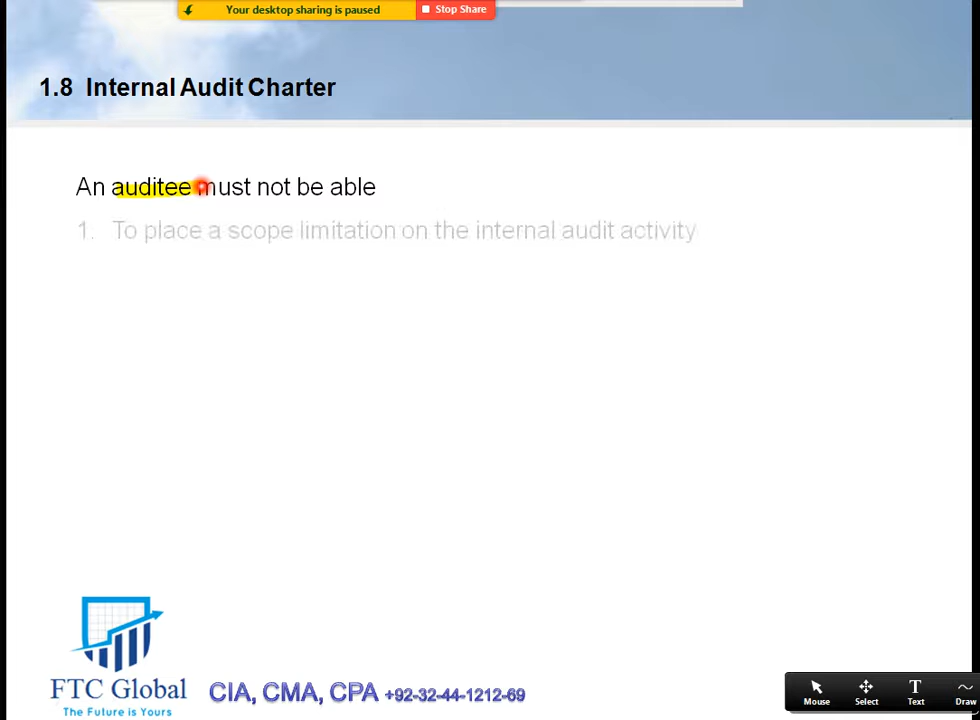 Your desktop sharing is paused
Stop Share
1.8 Internal Audit Charter
An auditee must not be able
1. To place a scope limitation on the internal audit activity
FTC Global
The Future is Yours
CIA, CMA, CPA +92-32-44-1212-69
Mouse
Select
T
Text
Draw